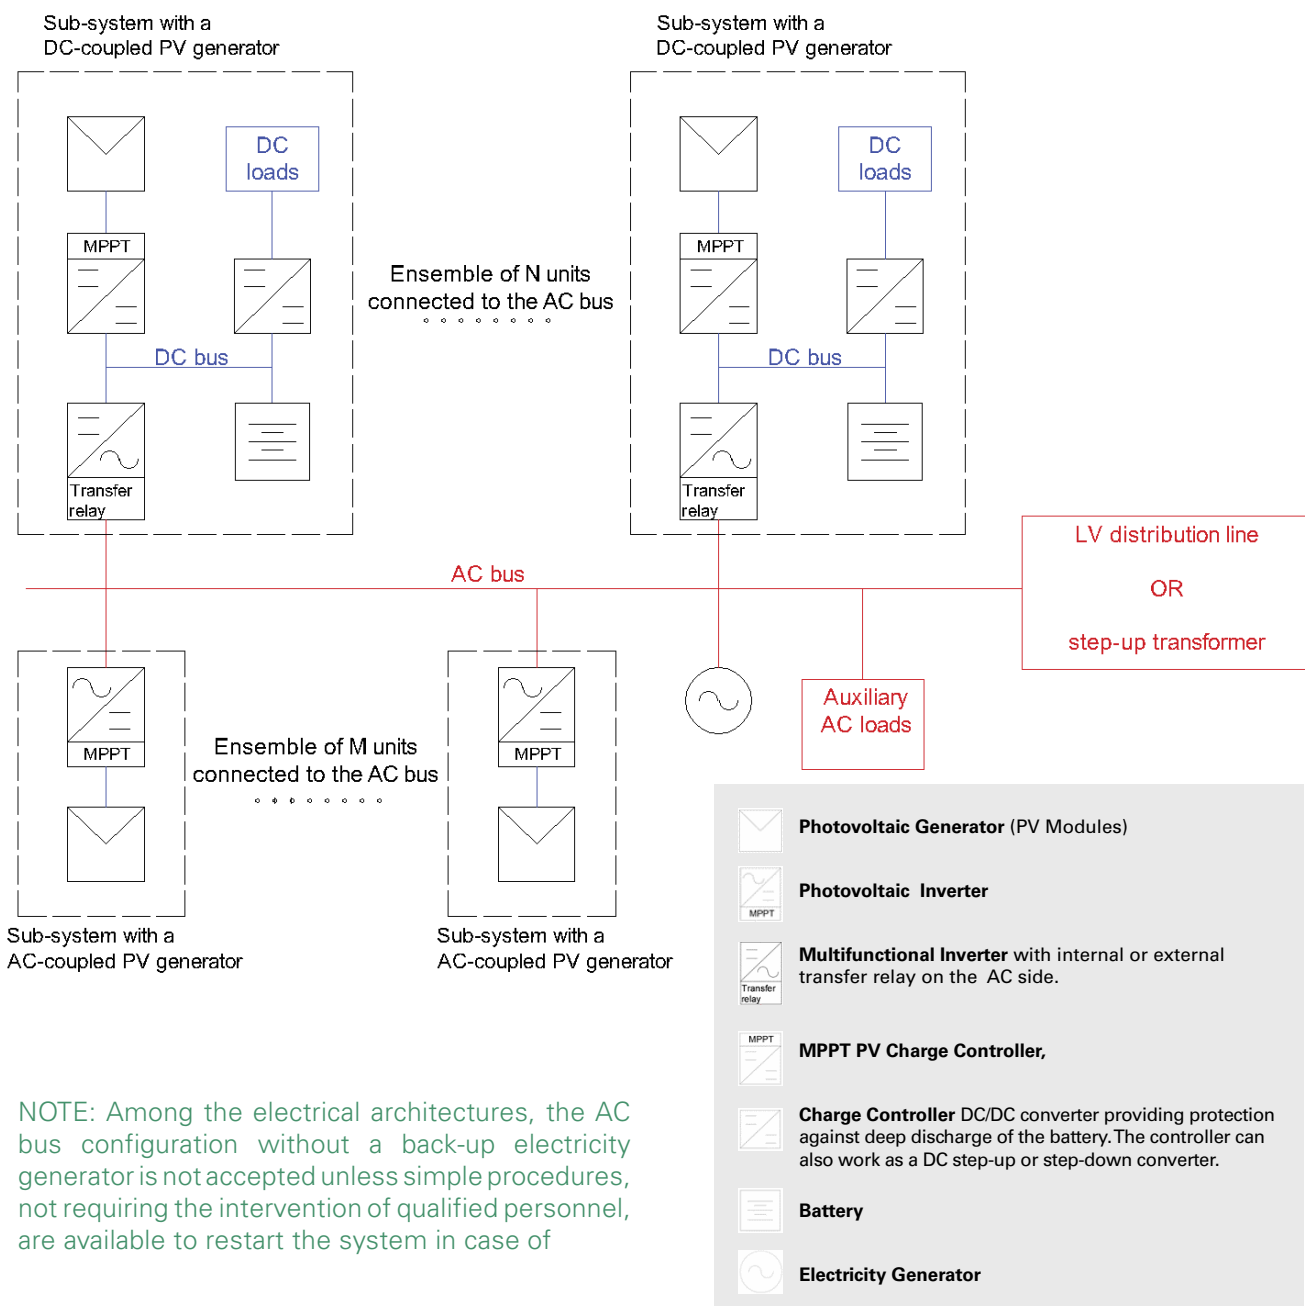 Sub-system with a
DC-coupled PV generator
Sub-system with a
DC-coupled PV generator
DC
loads
DC
loads
MPPT
MPPT
Ensemble of N units
connected to the AC bus
DC bus
DC bus
Transfer
relay
Transfer
relay
AC bus
LV distribution line
OR
step-up transformer
Auxiliary
AC loads
MPPT
MPPT
Ensemble of M units
connected to the AC bus
Sub-system with a
AC-coupled PV generator
Sub-system with a
AC-coupled PV generator
Photovoltaic Generator (PV Modules)
Photovoltaic Inverter
MPPT
Multifunctional Inverter with internal or external
transfer relay on the AC side.
Transfer
relay
MPPT
MPPT PV Charge Controller,
Charge Controller DC/DC converter providing protection
against deep discharge of the battery. The controller can
also work as a DC step-up or step-down converter.
Battery
Electricity Generator
NOTE: Among the electrical architectures, the AC
bus configuration without a back-up electricity
generator is not accepted unless simple procedures,
not requiring the intervention of qualified personnel,
are available to restart the system in case of